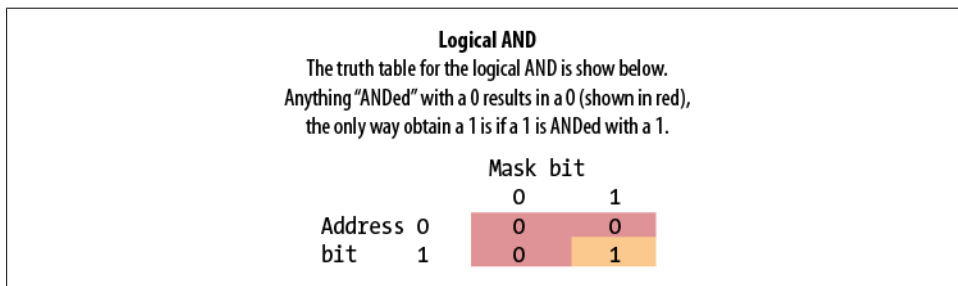 Logical AND
The truth table for the logical AND is show below.
Anything “ANDed” with a 0 results in a 0 (shown in red),
the only way obtain a 1 is if a 1 is ANDed with a 1.
Mask bit
0 1
Address 0 0 0
bit 1 0 1